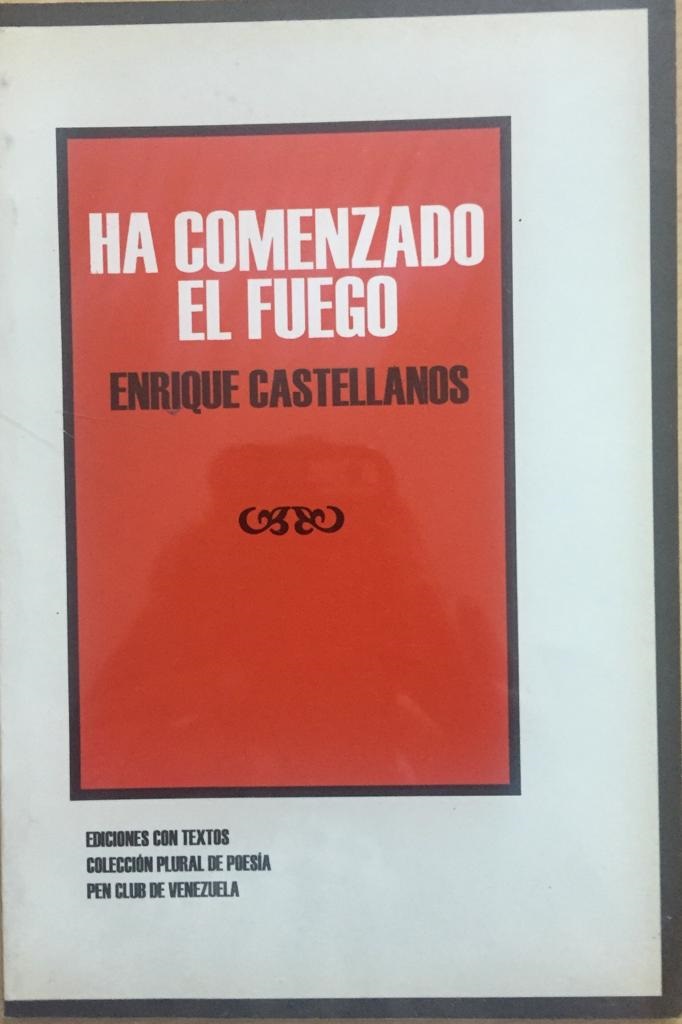 HA COMENZADO
EL FUEGO
ENRIQUE CASTELLANOS
EDICIONES CON TEXTOS
COLECCIÓN PLURAL DE POESÍA
PEN CLUB DE VENEZUELA